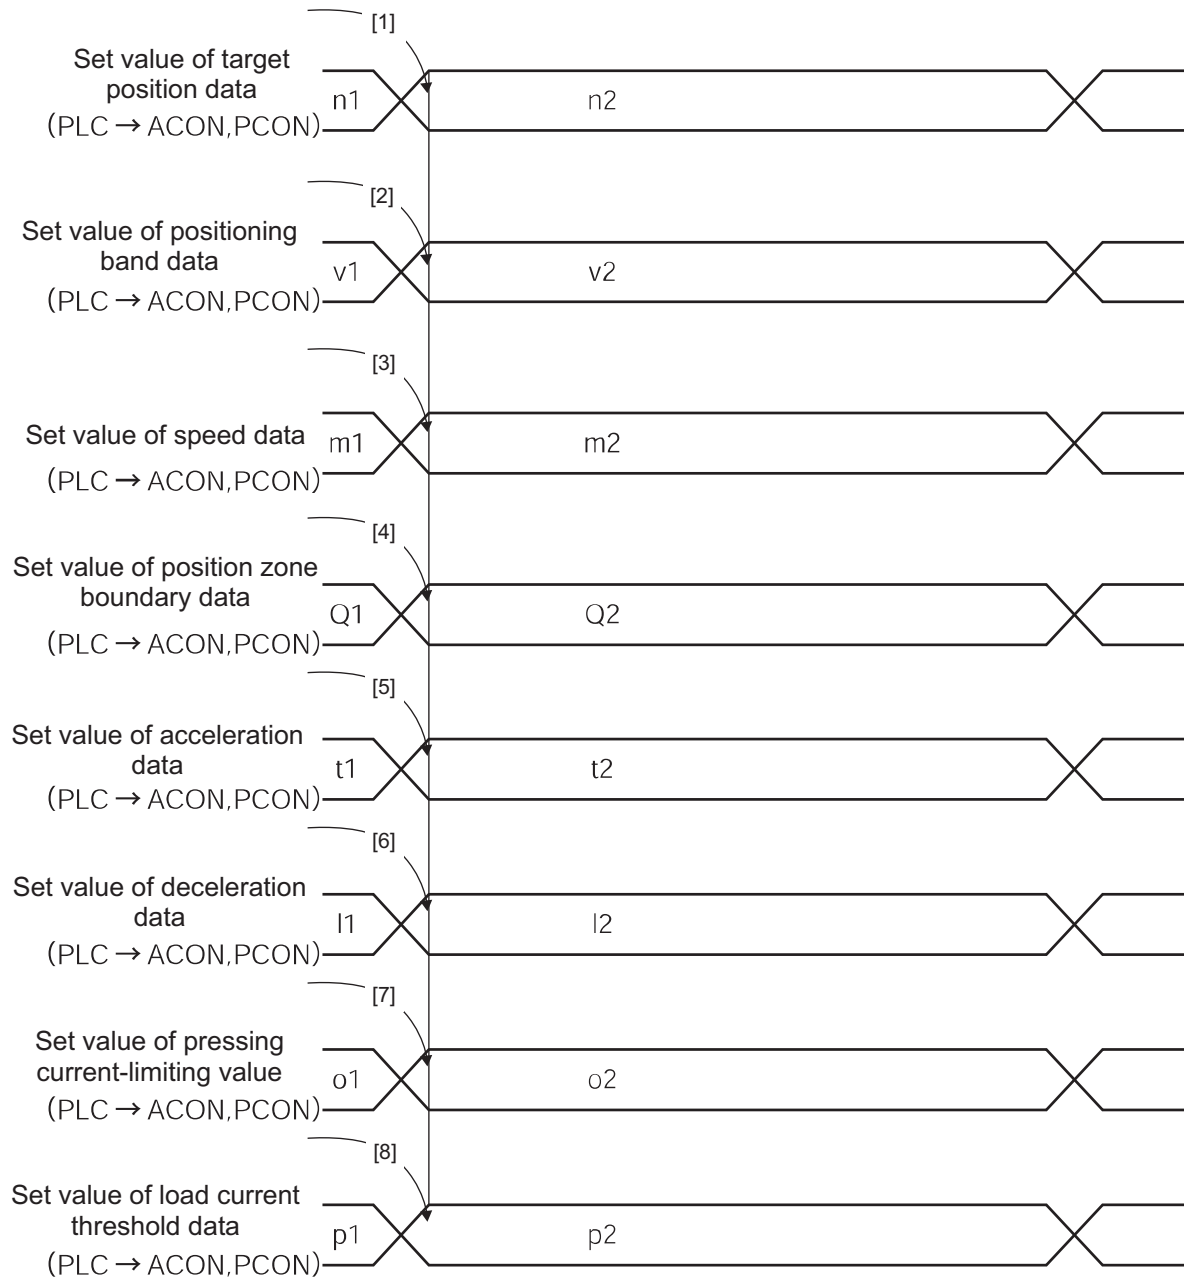 [1]
Set value of target
position data
(PLC → ACON,PCON)
n1
n2
[2]
Set value of positioning
band data
(PLC → ACON,PCON)
v1
v2
[3]
Set value of speed data
(PLC → ACON,PCON)
m1
m2
[4]
Set value of position zone
boundary data
(PLC → ACON,PCON)
Q1
Q2
[5]
Set value of acceleration
data
(PLC → ACON,PCON)
t1
t2
[6]
Set value of deceleration
data
(PLC → ACON,PCON)
l1
l2
[7]
Set value of pressing
current-limiting value
(PLC → ACON,PCON)
o1
o2
[8]
Set value of load current
threshold data
(PLC → ACON,PCON)
p1
p2